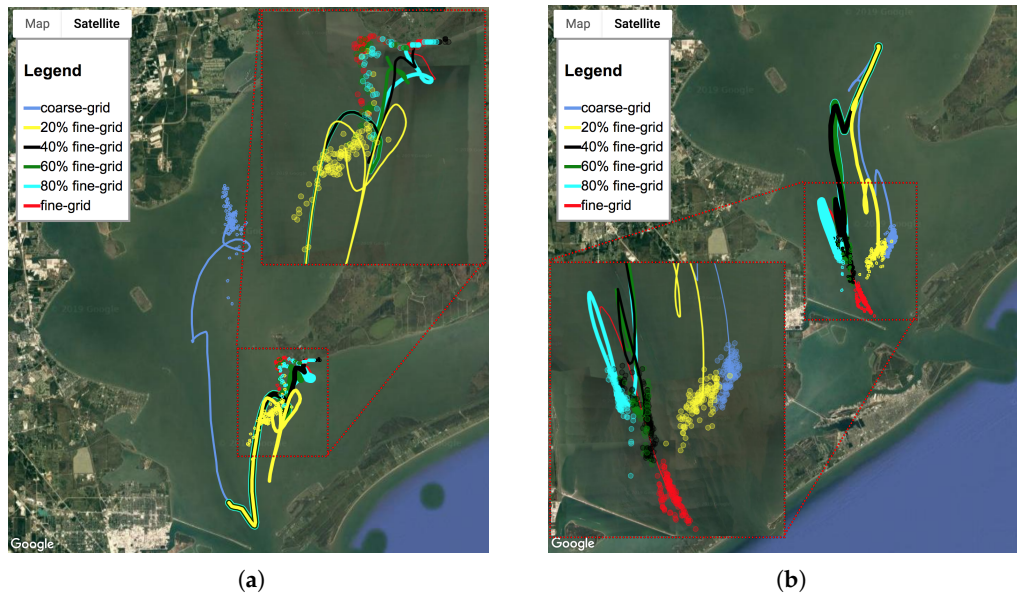 Map Satellite
Legend
coarse-grid
20% fine-grid
40% fine-grid
60% fine-grid
80% fine-grid
fine-grid
Google
(a)
Map Satellite
Legend
coarse-grid
20% fine-grid
40% fine-grid
60% fine-grid
80% fine-grid
fine-grid
© 2019 Google
Google
(b)